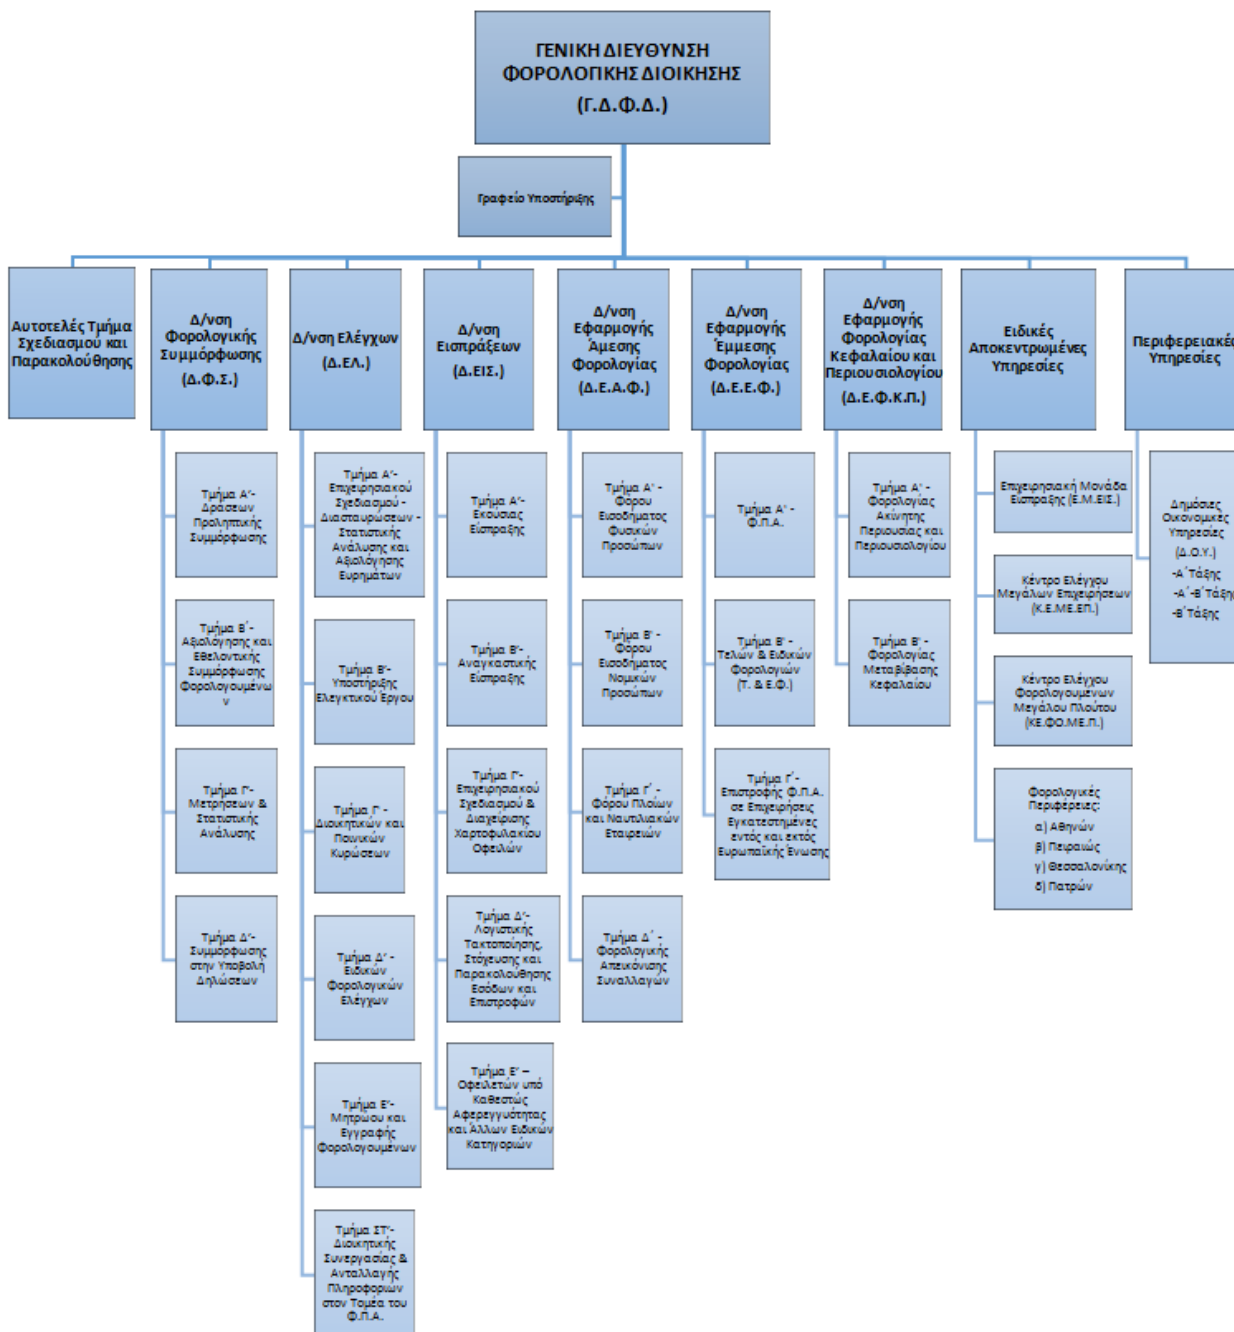 ΓΕΝΙΚΗ ΔΙΕΥΘΥΝΣΗ
ΦΟΡΟΛΟΓΙΚΗΣ ΔΙΟΙΚΗΣΗΣ
(Γ.Δ.Φ.Δ.)
Γραφείο Υποστήριξης
Αυτοτελές Τμήμα
Σχεδιασμού και
Παρακολούθησης
Δ/νση
Φορολογικής
Συμμόρφωσης
(Δ.Φ.Σ.)
Τμήμα Α'-
Δράσεων
Προληπτικής
Συμμόρφωσης
Τμήμα Β΄-
Αξιολόγησης και
Εθελοντικής
Συμμόρφωσης
Φορολογουμένω
ν
Τμήμα Γ'-
Μετρήσεων &
Στατιστικής
Ανάλυσης
Τμήμα Δ'-
Συμμόρφωσης
στην Υποβολή
Δηλώσεων
Δ/νση Ελέγχων
(Δ.ΕΛ.)
Τμήμα Α'-
Επιχειρησιακού
Σχεδιασμού -
Διασταυρώσεων -
Στατιστικής
Ανάλυσης και
Αξιολόγησης
Ευρημάτων
Τμήμα Β'-
Υποστήριξης
Ελεγκτικού Έργου
Τμήμα Γ' -
Διοικητικών και
Ποινικών
Κυρώσεων
Τμήμα Δ' -
Ειδικών
Φορολογικών
Ελέγχων
Τμήμα Ε'-
Μητρώου και
Εγγραφής
Φορολογουμένων
Τμήμα ΣΤ'-
Διοικητικής
Συνεργασίας &
Ανταλλαγής
Πληροφοριων
στον Τομέα του
Φ.Π.Α.
Δ/νση
Εισπράξεων
(Δ.ΕΙΣ.)
Τμήμα Α'-
Εκούσιας
Είσπραξης
Τμήμα Β'-
Αναγκαστικής
Είσπραξης
Τμήμα Γ'-
Επιχειρησιακού
Σχεδιασμού &
Διαχείρισης
Χαρτοφυλακίου
Οφειλών
Τμήμα Δ'-
Λογιστικής
Τακτοποίησης,
Στόχευσης και
Παρακολούθησης
Εσόδων και
Επιστροφών
Τμήμα Ε' –
Οφειλετών υπό
Καθεστώς
Αφερεγγυότητας
και Άλλων Ειδικών
Κατηγοριών
Δ/νση
Εφαρμογής
Άμεσης
Φορολογίας
(Δ.Ε.Α.Φ.)
Τμήμα Α' -
Φόρου
Εισοδήματος
Φυσικών
Προσώπων
Τμήμα Β' -
Φόρου
Εισοδήματος
Νομικών
Προσώπων
Τμήμα Γ΄ -
Φόρου Πλοίων
και Ναυτιλιακών
Εταιρειών
Τμήμα Δ΄ -
Φορολογικής
Απεικόνισης
Συναλλαγών
Δ/νση
Εφαρμογής
Έμμεσης
Φορολογίας
(Δ.Ε.Ε.Φ.)
Τμήμα Α' -
Φ.Π.Α.
Τμήμα Β' -
Τελών & Ειδικών
Φορολογιών
(Τ. & Ε.Φ.)
Τμήμα Γ΄ -
Επιστροφής Φ.Π.Α.
σε Επιχειρήσεις
Εγκατεστημένες
εντός και εκτός
Ευρωπαϊκής Ένωσης
Δ/νση
Εφαρμογής
Φορολογίας
Κεφαλαίου και
Περιουσιολογίου
(Δ.Ε.Φ.Κ.Π.)
Τμήμα Α' -
Φορολογίας
Ακίνητης
Περιουσιας και
Περιουσιολογίου
Τμήμα Β' -
Φορολογίας
Μεταβίβασης
Κεφαλαίου
Ειδικές
Αποκεντρωμένες
Υπηρεσίες
Επιχειρησιακή Μονάδα
Είσπραξης (Ε.Μ.ΕΙΣ.)
Κέντρο Ελέγχου
Μεγάλων Επιχειρήσεων
(Κ.Ε.ΜΕ.ΕΠ.)
Κέντρο Ελέγχου
Φορολογουμένων
Μεγάλου Πλούτου
(ΚΕ.ΦΟ.ΜΕ.Π.)
Φορολογικές
Περιφέρειες:
α) Αθηνών
β) Πειραιώς
γ) Θεσσαλονίκης
δ) Πατρών
Περιφερειακές
Υπηρεσίες
Δημόσιες
Οικονομικές
Υπηρεσίες
(Δ.Ο.Υ.)
-Α΄Τάξης
-Α΄-Β΄Τάξης
-Β΄Τάξης